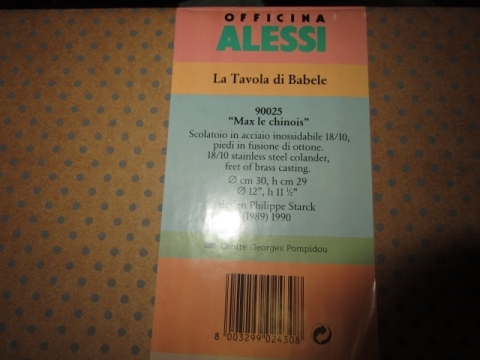 OFFICINA
ALESSI
La Tavola di Babele
90025
“Max le chinois”
Scolatoio in acciaio inossidabile 18/10,
piedi in fusione di ottone.
18/10 stainless steel colander,
feet of brass casting.
Ø cm 30, h cm 29
Ø 12", h 11 ½"
Philippe Starck
(1989) 1990
Centre Georges Pompidou
8 003299 024308